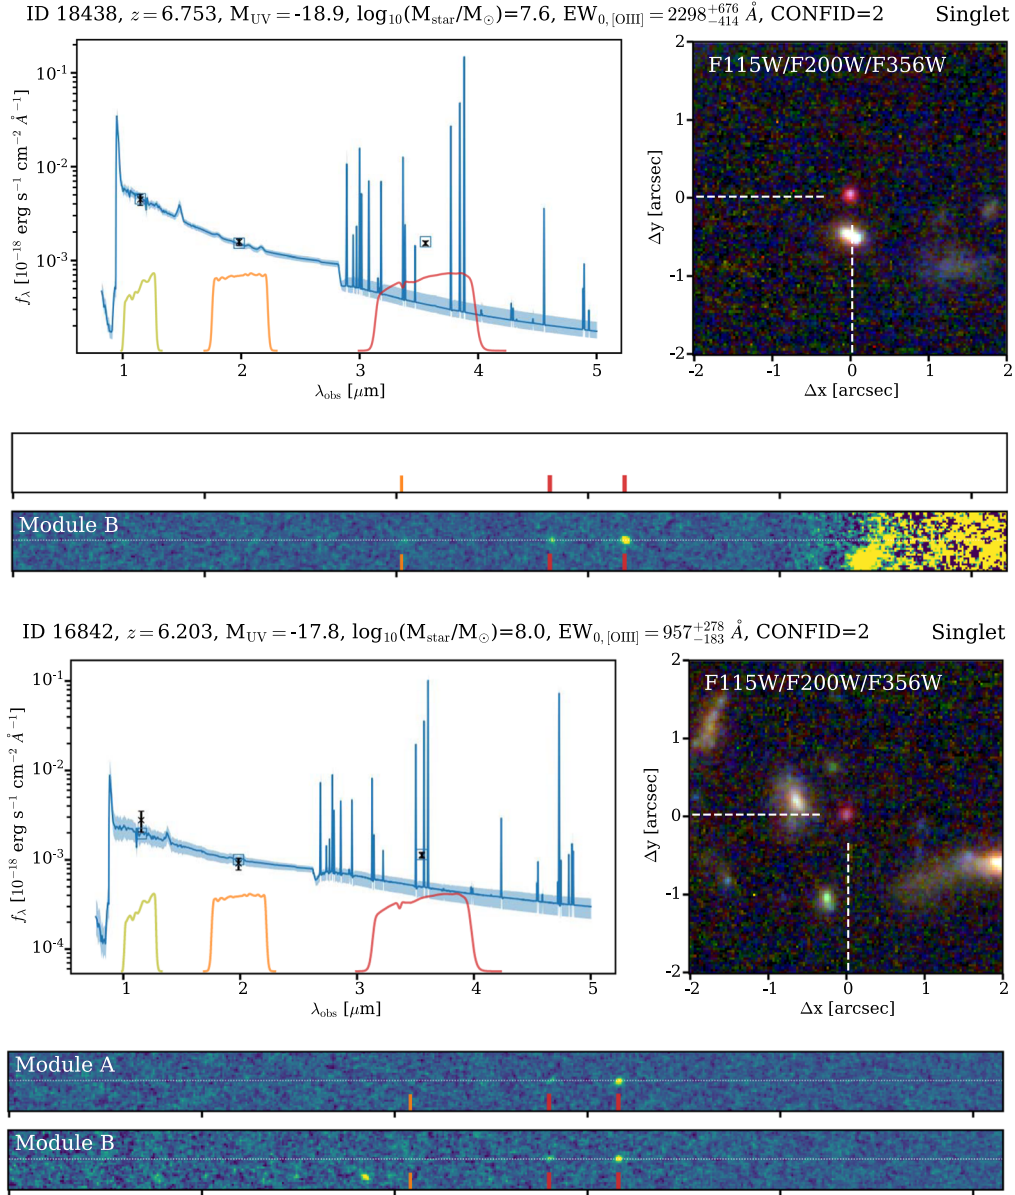 ID 18438, z=6.753, M_UV=-18.9, log₁₀(M_star/M_⊙)=7.6, EW_0,[OIII]=2298^{+676}_{-414} Å, CONFID=2 Singlet
10⁻¹
10⁻²
10⁻³
f_λ [10⁻¹⁸ erg s⁻¹ cm⁻² Å⁻¹]
1 2 3 4 5
λ_obs [μm]
F115W/F200W/F356W
2
1
0
-1
-2
Δy [arcsec]
-2 -1 0 1 2
Δx [arcsec]
Module B
ID 16842, z=6.203, M_UV=-17.8, log₁₀(M_star/M_⊙)=8.0, EW_0,[OIII]=957^{+278}_{-183} Å, CONFID=2 Singlet
10⁻¹
10⁻²
10⁻³
10⁻⁴
f_λ [10⁻¹⁸ erg s⁻¹ cm⁻² Å⁻¹]
1 2 3 4 5
λ_obs [μm]
F115W/F200W/F356W
2
1
0
-1
-2
Δy [arcsec]
-2 -1 0 1 2
Δx [arcsec]
Module A
Module B